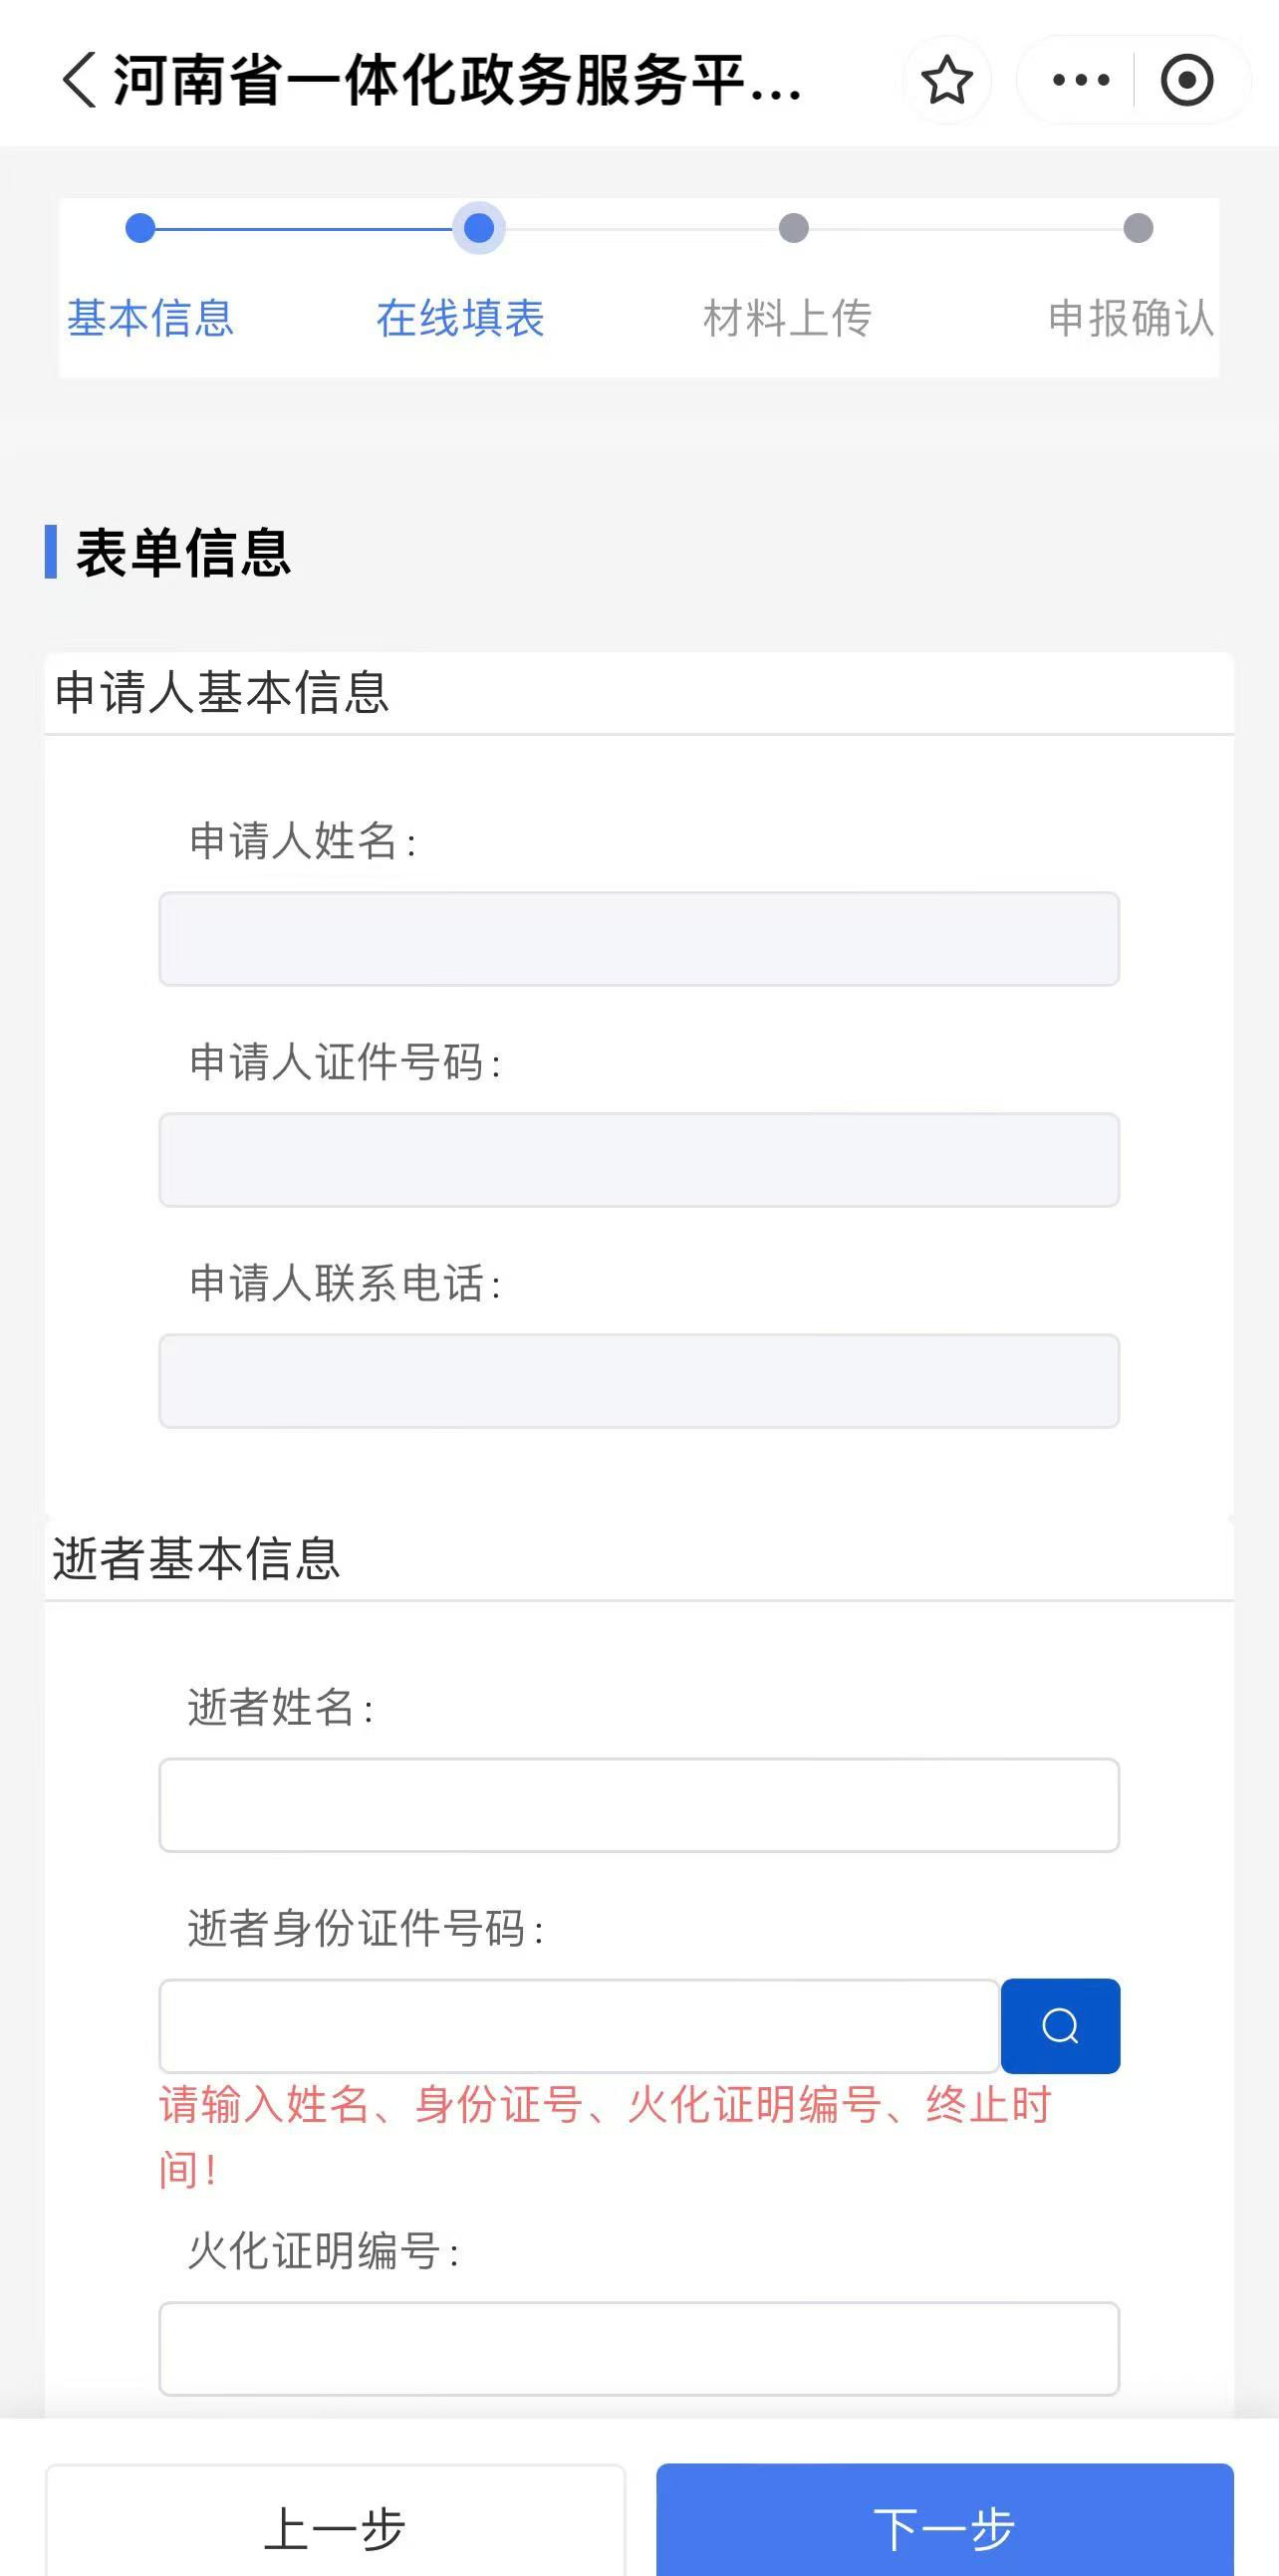 河南省一体化政务服务平...
基本信息 在线填表 材料上传 申报确认
表单信息
申请人基本信息
申请人姓名:
申请人证件号码:
申请人联系电话:
逝者基本信息
逝者姓名:
逝者身份证件号码:
请输入姓名、身份证号、火化证明编号、终止时
间!
火化证明编号:
上一步 下一步